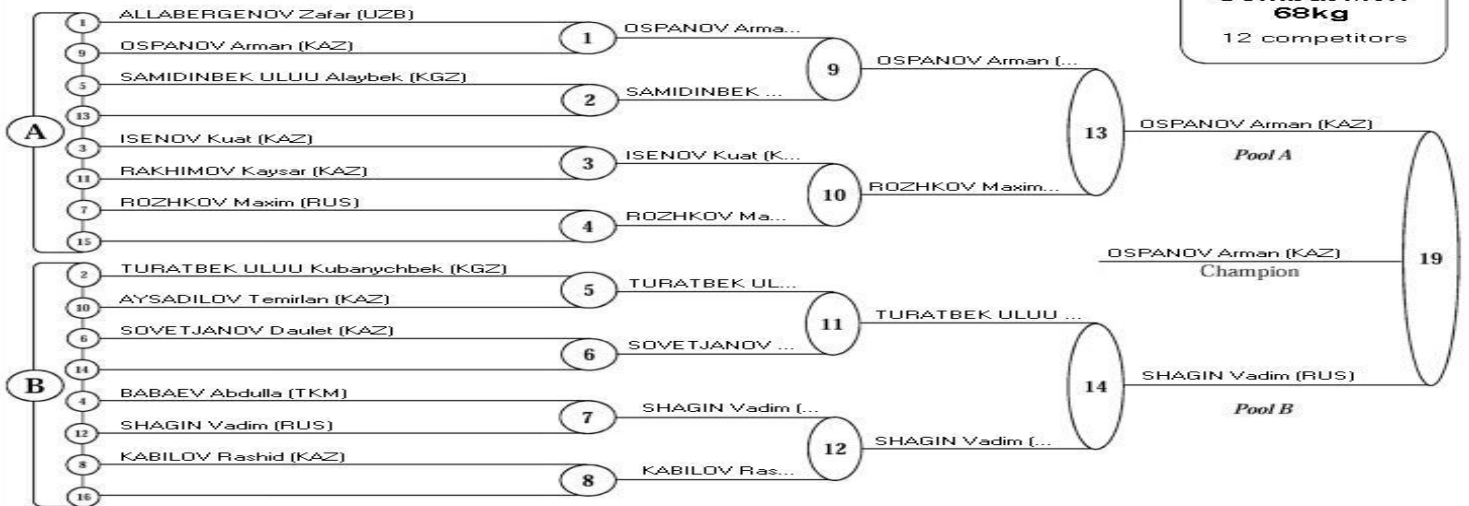 68kg
12 competitors
A
1 ALLABERGENOV Zafar (UZB)
9 OSPANOV Arman (KAZ)
5 SAMIDINBEK ULUU Alaybek (KGZ)
13
3 ISENOV Kuat (KAZ)
11 RAKHIMOV Kaysar (KAZ)
7 ROZHKOV Maxim (RUS)
15
1 OSPANOV Arma...
2 SAMIDINBEK ...
3 ISENOV Kuat (K...
4 ROZHKOV Ma...
9 OSPANOV Arman (...
10 ROZHKOV Maxim...
13 OSPANOV Arman (KAZ)
Pool A
B
2 TURATBEK ULUU Kubanychbek (KGZ)
10 AYSADILOV Temirlan (KAZ)
6 SOVETJANOV Daulet (KAZ)
14
4 BABAEV Abdulla (TKM)
12 SHAGIN Vadim (RUS)
8 KABILOV Rashid (KAZ)
16
5 TURATBEK UL...
6 SOVETJANOV ...
7 SHAGIN Vadim (...
8 KABILOV Ras...
11 TURATBEK ULUU ...
12 SHAGIN Vadim (...
14 SHAGIN Vadim (RUS)
Pool B
19
OSPANOV Arman (KAZ)
Champion